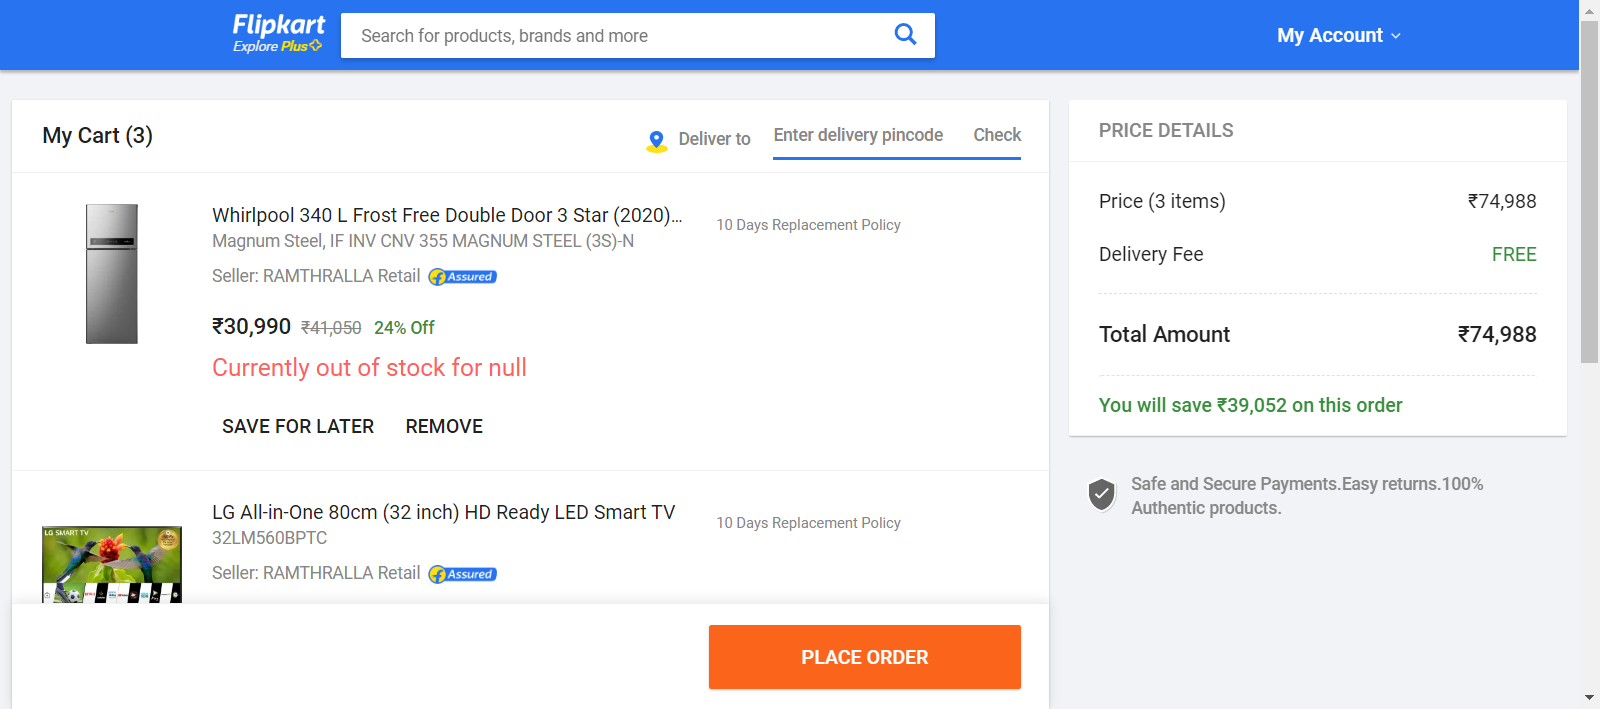 Flipkart
Explore Plus
Search for products, brands and more
My Account
My Cart (3)
Deliver to
Enter delivery pincode
Check
Whirlpool 340 L Frost Free Double Door 3 Star (2020)...
10 Days Replacement Policy
Magnum Steel, IF INV CNV 355 MAGNUM STEEL (3S)-N
Seller: RAMTHRALLA Retail
Assured
₹30,990 ₹41,050 24% Off
Currently out of stock for null
SAVE FOR LATER REMOVE
LG All-in-One 80cm (32 inch) HD Ready LED Smart TV
10 Days Replacement Policy
32LM560BPTC
Seller: RAMTHRALLA Retail
Assured
LG SMART TV
PLACE ORDER
PRICE DETAILS
Price (3 items) ₹74,988
Delivery Fee FREE
Total Amount ₹74,988
You will save ₹39,052 on this order
Safe and Secure Payments.Easy returns.100%
Authentic products.